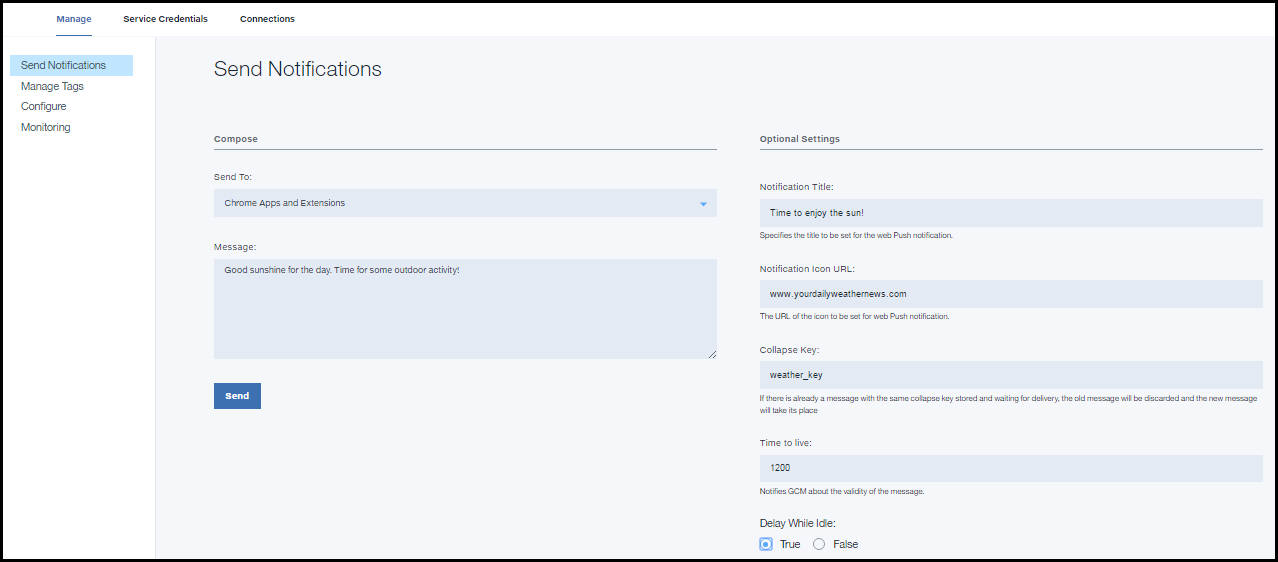 Manage Service Credentials Connections
Send Notifications
Manage Tags
Configure
Monitoring
Send Notifications
Compose
Send To:
Chrome Apps and Extensions
Message:
Good sunshine for the day. Time for some outdoor activity!
Send
Optional Settings
Notification Title:
Time to enjoy the sun!
Specifies the title to be set for the web Push notification.
Notification Icon URL:
www.yourdailyweathernews.com
The URL of the icon to be set for web Push notification.
Collapse Key:
weather_key
If there is already a message with the same collapse key stored and waiting for delivery, the old message will be discarded and the new message
will take its place
Time to live:
1200
Notifies GCM about the validity of the message.
Delay While Idle:
True False